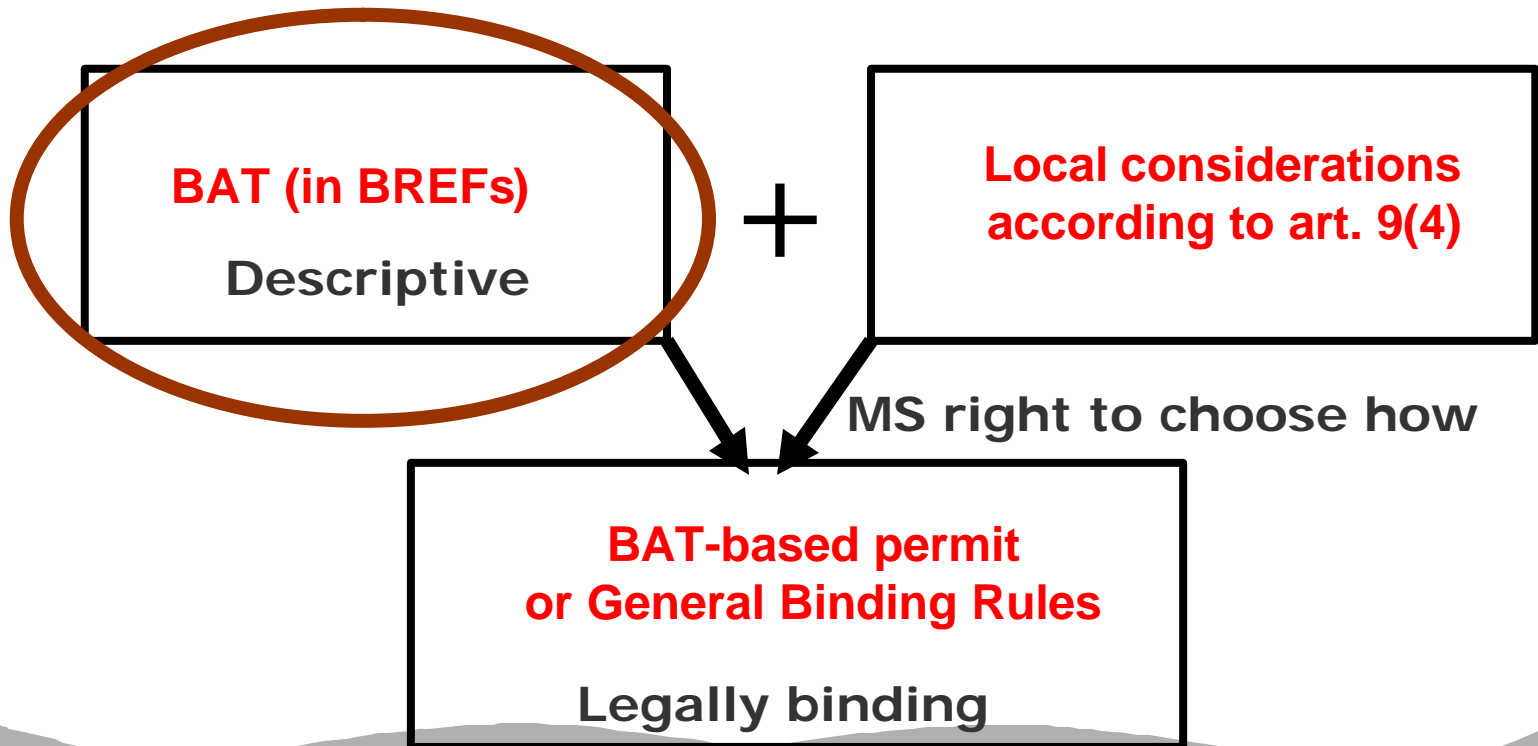 BAT (in BREFs)
Descriptive
+
Local considerations
according to art. 9(4)
MS right to choose how
BAT-based permit
or General Binding Rules
Legally binding